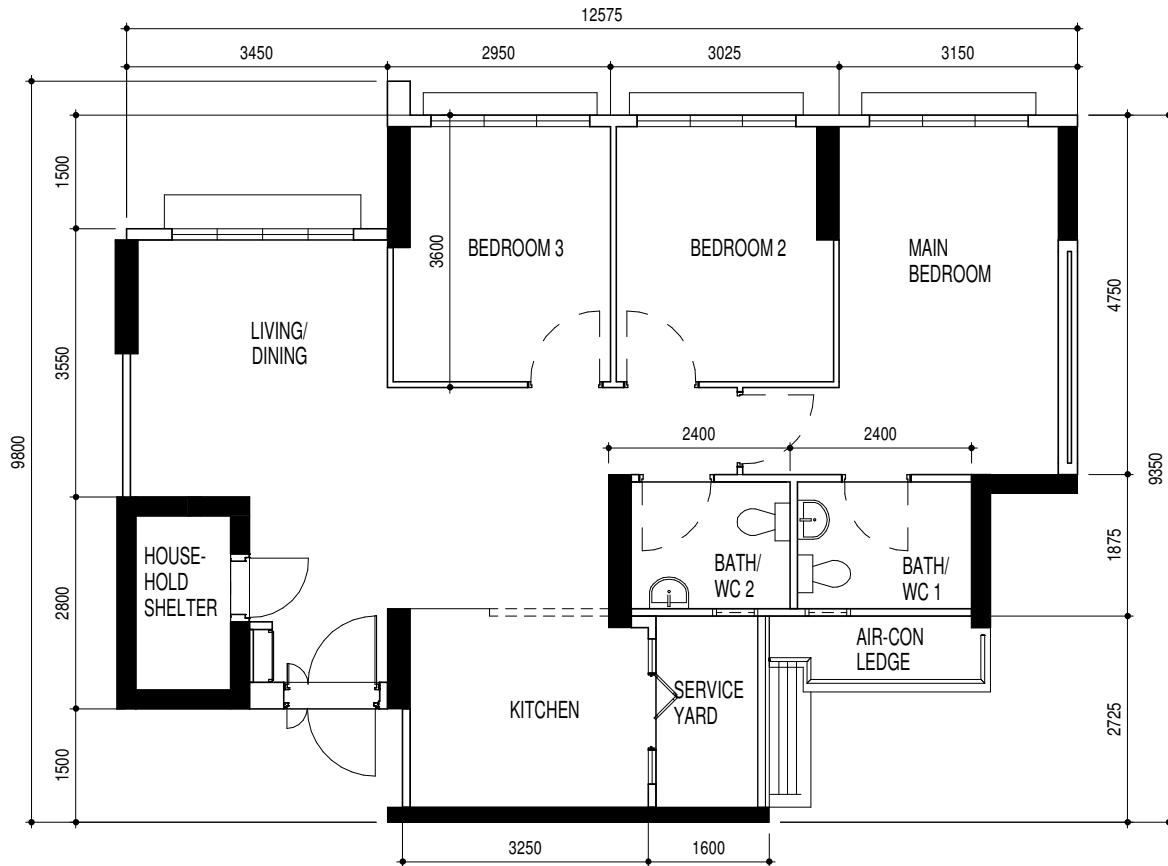 12575
3450
2950
3025
3150
1500
3550
2800
1500
9800
3600
BEDROOM 3
BEDROOM 2
MAIN
BEDROOM
4750
LIVING/
DINING
2400
2400
9350
HOUSE-
HOLD
SHELTER
BATH/
WC 2
BATH/
WC 1
1875
AIR-CON
LEDGE
KITCHEN
SERVICE
YARD
2725
3250
1600